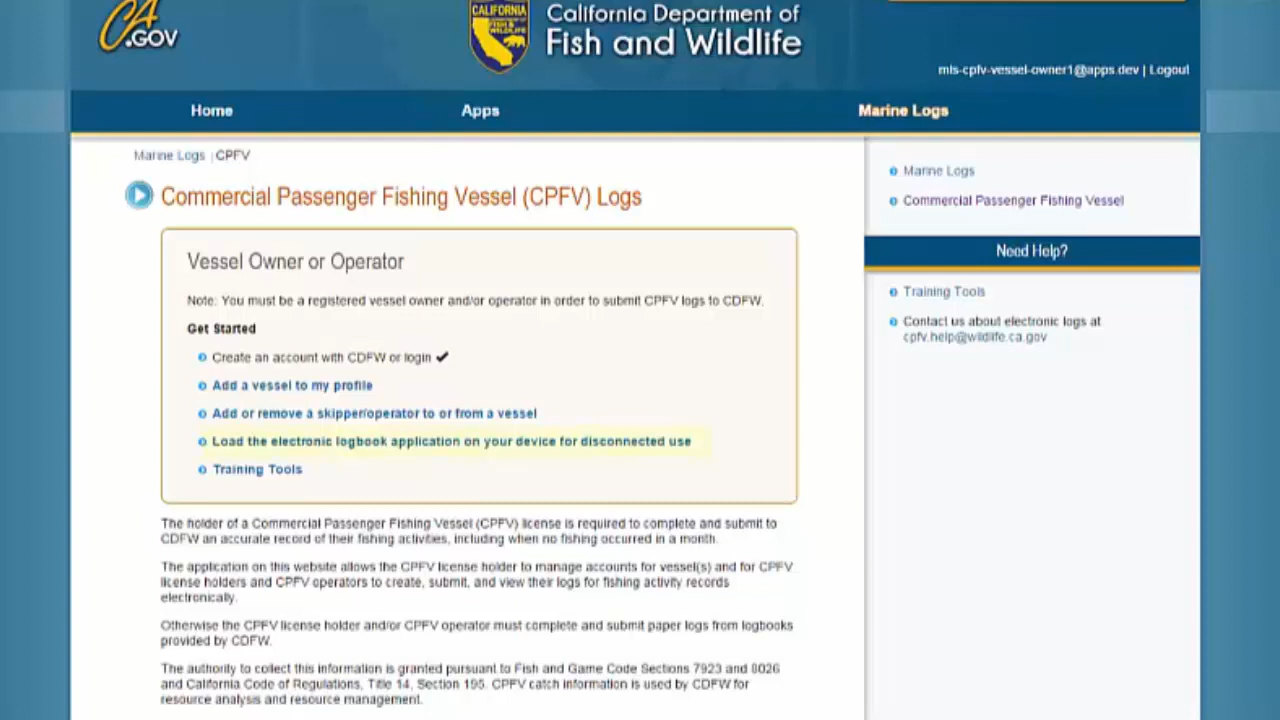 CA.GOV
CALIFORNIA
FISH &
WILDLIFE
California Department of
Fish and Wildlife
mls-cpfv-vessel-owner1@apps.dev | Logout
Home
Apps
Marine Logs
Marine Logs | CPFV
Commercial Passenger Fishing Vessel (CPFV) Logs
Vessel Owner or Operator
Note: You must be a registered vessel owner and/or operator in order to submit CPFV logs to CDFW.
Get Started
Create an account with CDFW or login ✔
Add a vessel to my profile
Add or remove a skipper/operator to or from a vessel
Load the electronic logbook application on your device for disconnected use
Training Tools
The holder of a Commercial Passenger Fishing Vessel (CPFV) license is required to complete and submit to
CDFW an accurate record of their fishing activities, including when no fishing occurred in a month.
The application on this website allows the CPFV license holder to manage accounts for vessel(s) and for CPFV
license holders and CPFV operators to create, submit, and view their logs for fishing activity records
electronically.
Otherwise the CPFV license holder and/or CPFV operator must complete and submit paper logs from logbooks
provided by CDFW.
The authority to collect this information is granted pursuant to Fish and Game Code Sections 7923 and 8026
and California Code of Regulations, Title 14, Section 195. CPFV catch information is used by CDFW for
resource analysis and resource management.
Marine Logs
Commercial Passenger Fishing Vessel
Need Help?
Training Tools
Contact us about electronic logs at
cpfv.help@wildlife.ca.gov